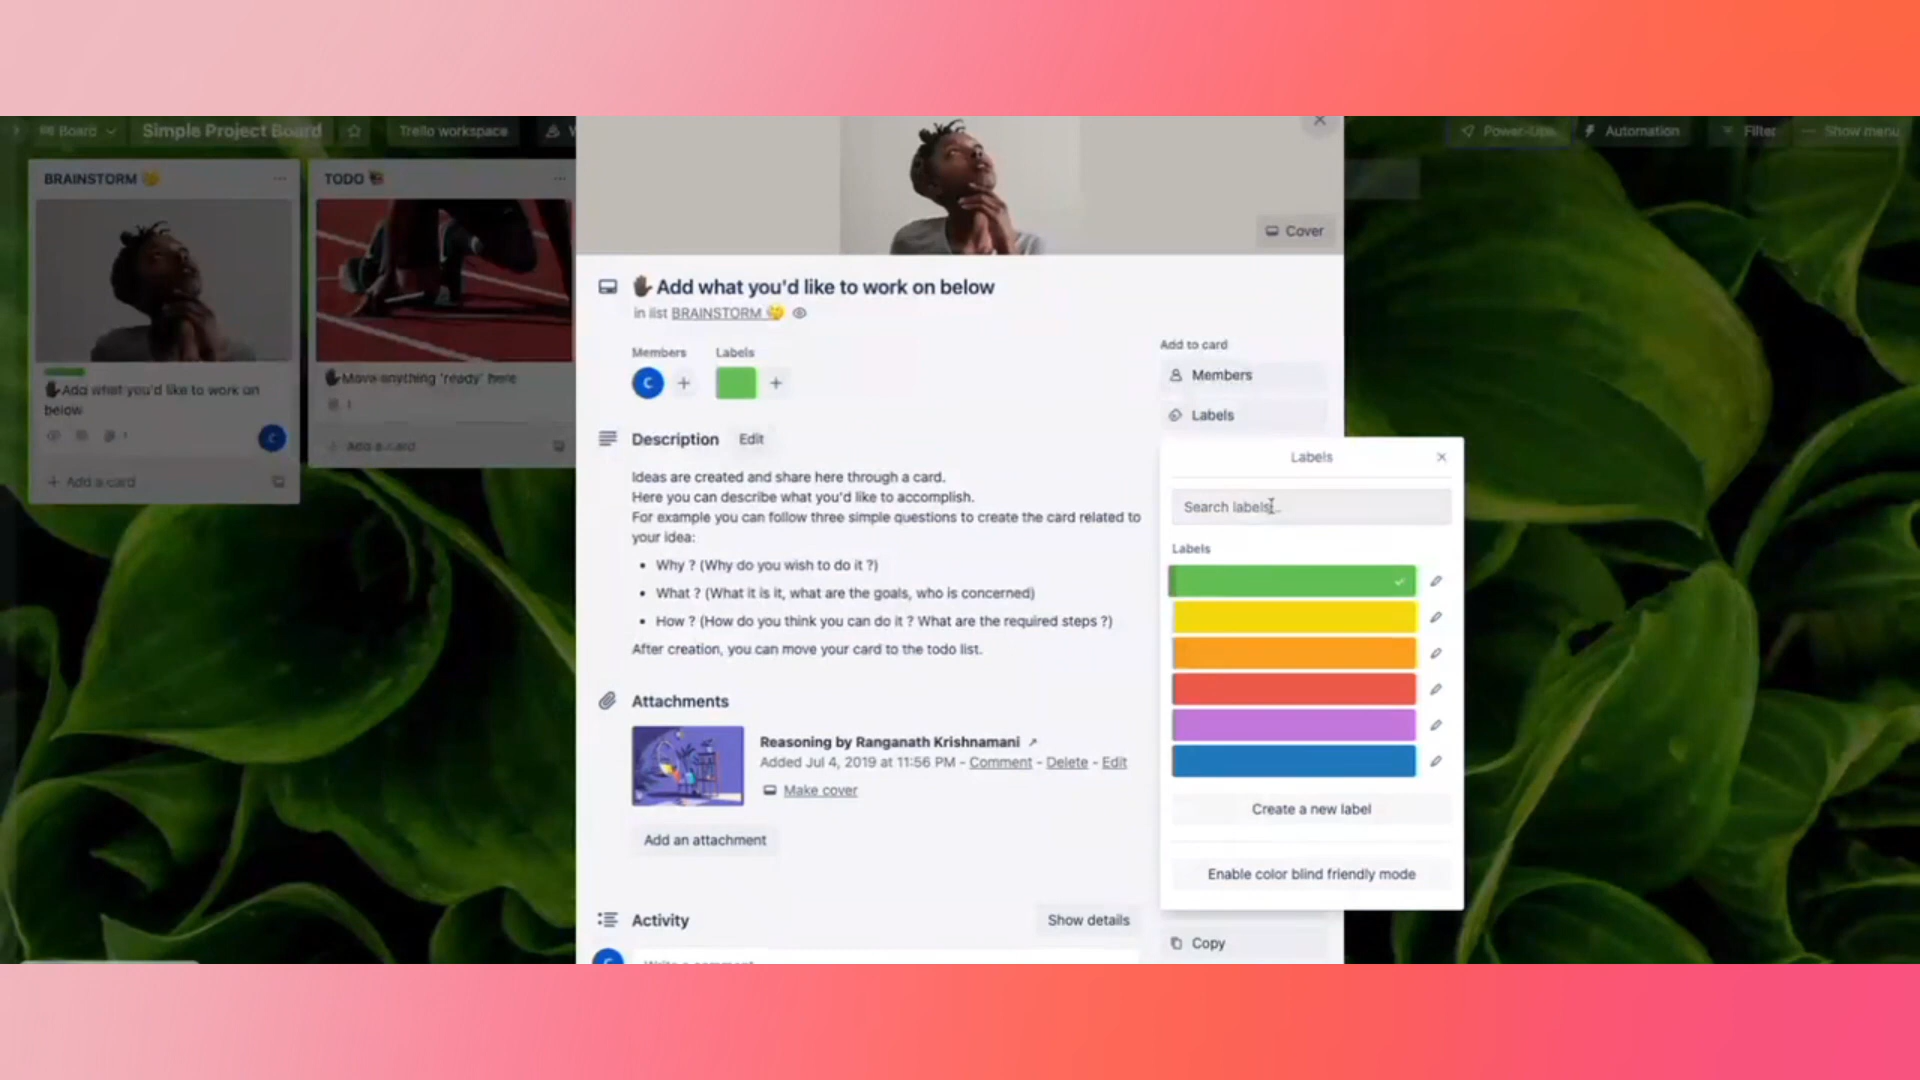 Board
Simple Project Board
Trello workspace
Power-Ups
Automation
Filter
Show menu
BRAINSTORM 🤔
Add what you'd like to work on
below
1
C
Add a card
TODO 📚
Move anything 'ready' here
1
Add a card
Cover
Add what you'd like to work on below
in list BRAINSTORM 🤔
Members
Labels
C
Description
Edit
Ideas are created and share here through a card.
Here you can describe what you'd like to accomplish.
For example you can follow three simple questions to create the card related to
your idea:
• Why ? (Why do you wish to do it ?)
• What ? (What it is it, what are the goals, who is concerned)
• How ? (How do you think you can do it ? What are the required steps ?)
After creation, you can move your card to the todo list.
Attachments
Reasoning by Ranganath Krishnamani ↗
Added Jul 4, 2019 at 11:56 PM - Comment - Delete - Edit
Make cover
Add an attachment
Activity
Show details
Add to card
Members
Labels
Labels
Search labels...
Labels
Create a new label
Enable color blind friendly mode
Copy